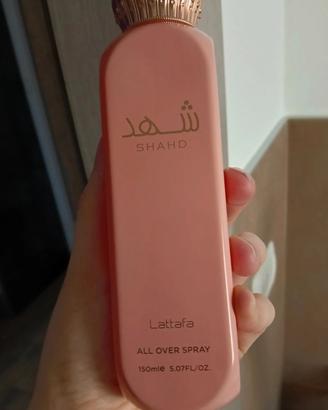 شهد
SHAHD
Lattafa
ALL OVER SPRAY
150ml e 5.07FL/OZ.